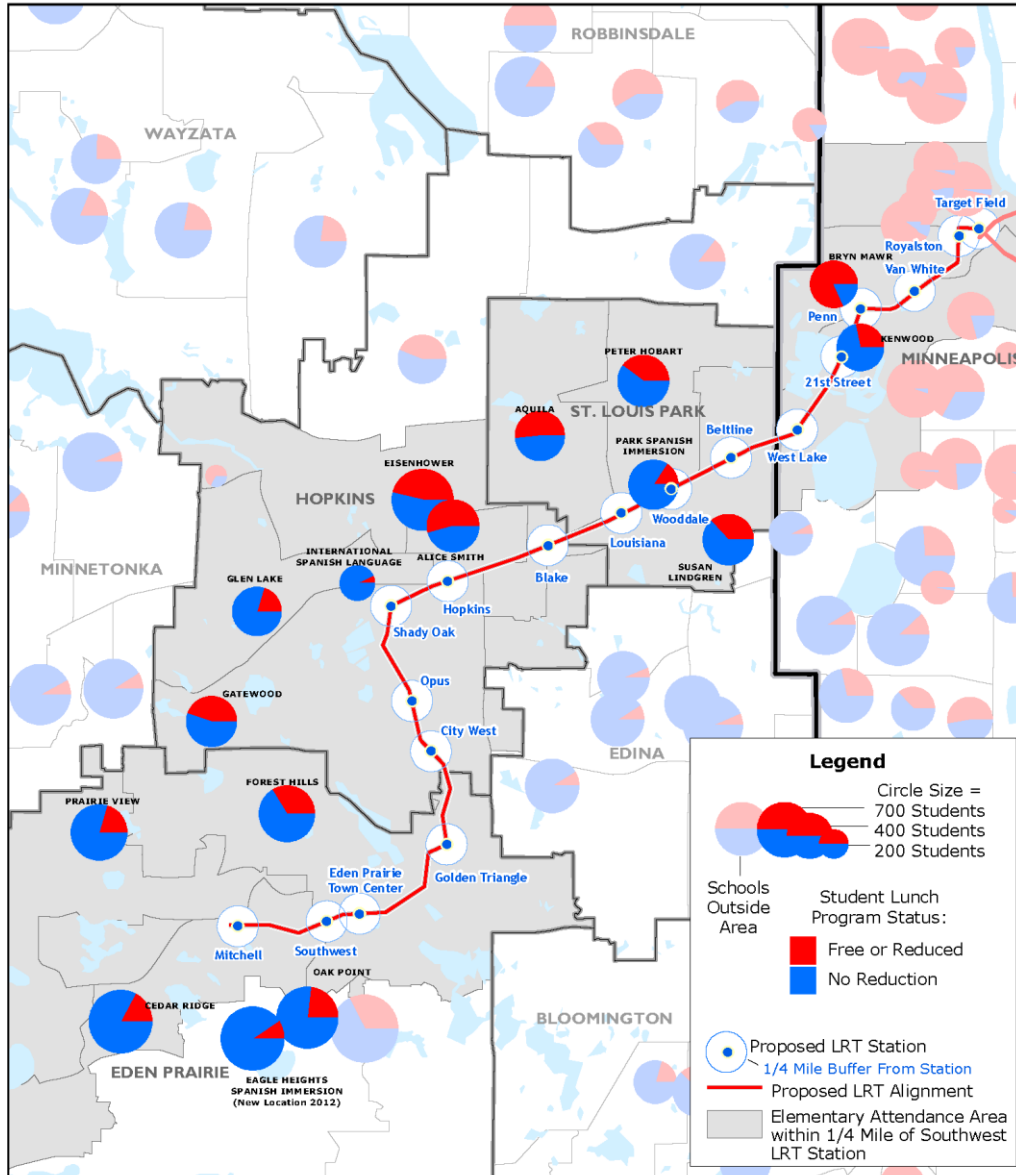 ROBBINSDALE
WAYZATA
Target Field
Royalston
BRYN MAWR
Van White
Penn
KENWOOD
PETER HOBART
MINNEAPOLIS
21st Street
ST. LOUIS PARK
AQUILA
Beltline
PARK SPANISH
IMMERSION
West Lake
EISENHOWER
HOPKINS
Wooddale
Louisiana
ALICE SMITH
INTERNATIONAL
SPANISH LANGUAGE
SUSAN
LINDGREN
Blake
MINNETONKA
GLEN LAKE
Hopkins
Shady Oak
Opus
GATEWOOD
City West
EDINA
FOREST HILLS
PRAIRIE VIEW
Golden Triangle
Eden Prairie
Town Center
Mitchell
Southwest
OAK POINT
CEDAR RIDGE
BLOOMINGTON
EDEN PRAIRIE
EAGLE HEIGHTS
SPANISH IMMERSION
(New Location 2012)
Legend
Circle Size =
700 Students
400 Students
200 Students
Schools
Outside
Area
Student Lunch
Program Status:
Free or Reduced
No Reduction
Proposed LRT Station
1/4 Mile Buffer From Station
Proposed LRT Alignment
Elementary Attendance Area
within 1/4 Mile of Southwest
LRT Station